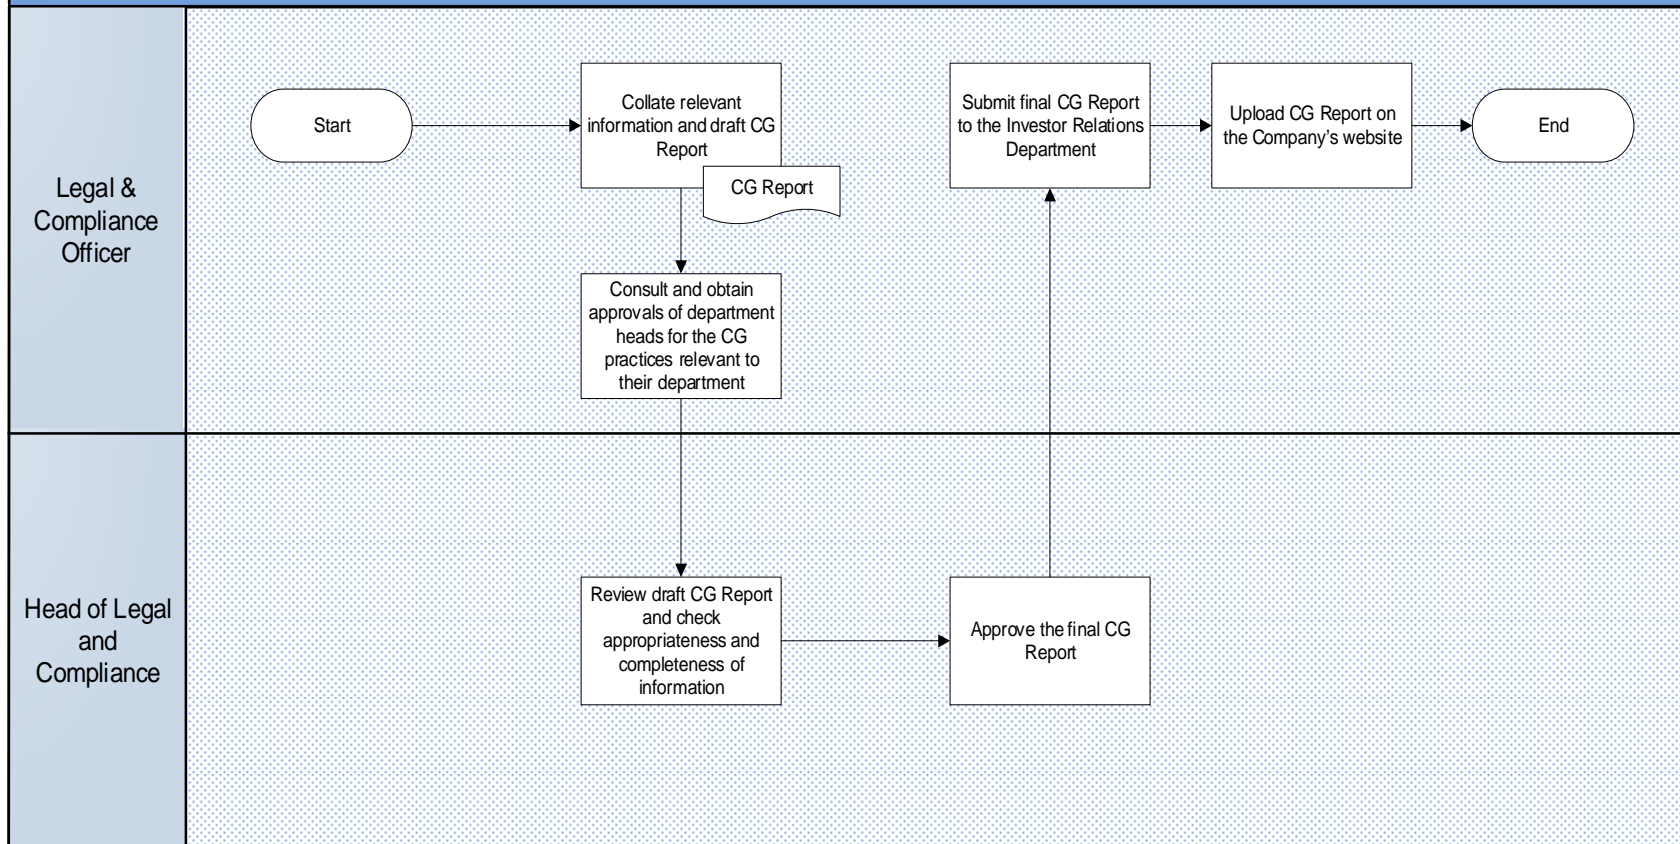 Legal &
Compliance
Officer
Start
Collate relevant
information and draft CG
Report
CG Report
Consult and obtain
approvals of department
heads for the CG
practices relevant to
their department
Submit final CG Report
to the Investor Relations
Department
Upload CG Report on
the Company's website
End
Head of Legal
and
Compliance
Review draft CG Report
and check
appropriateness and
completeness of
information
Approve the final CG
Report